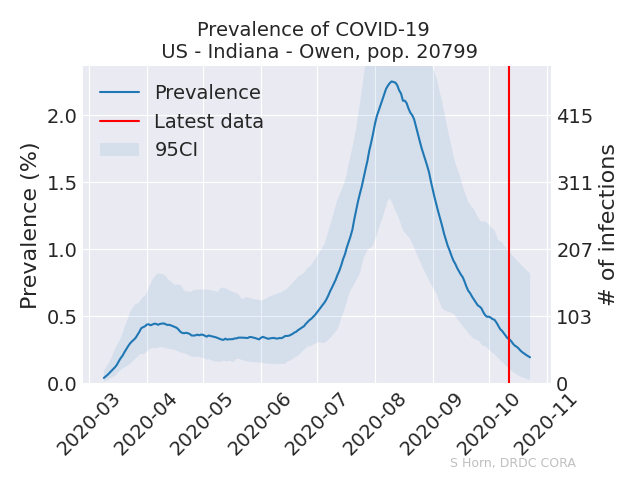 Prevalence of COVID-19
US - Indiana - Owen, pop. 20799
Prevalence
Latest data
95CI
Prevalence (%)
2.0
1.5
1.0
0.5
0.0
415
311
207
103
0
# of infections
2020-03
2020-04
2020-05
2020-06
2020-07
2020-08
2020-09
2020-10
2020-11
S Horn, DRDC CORA